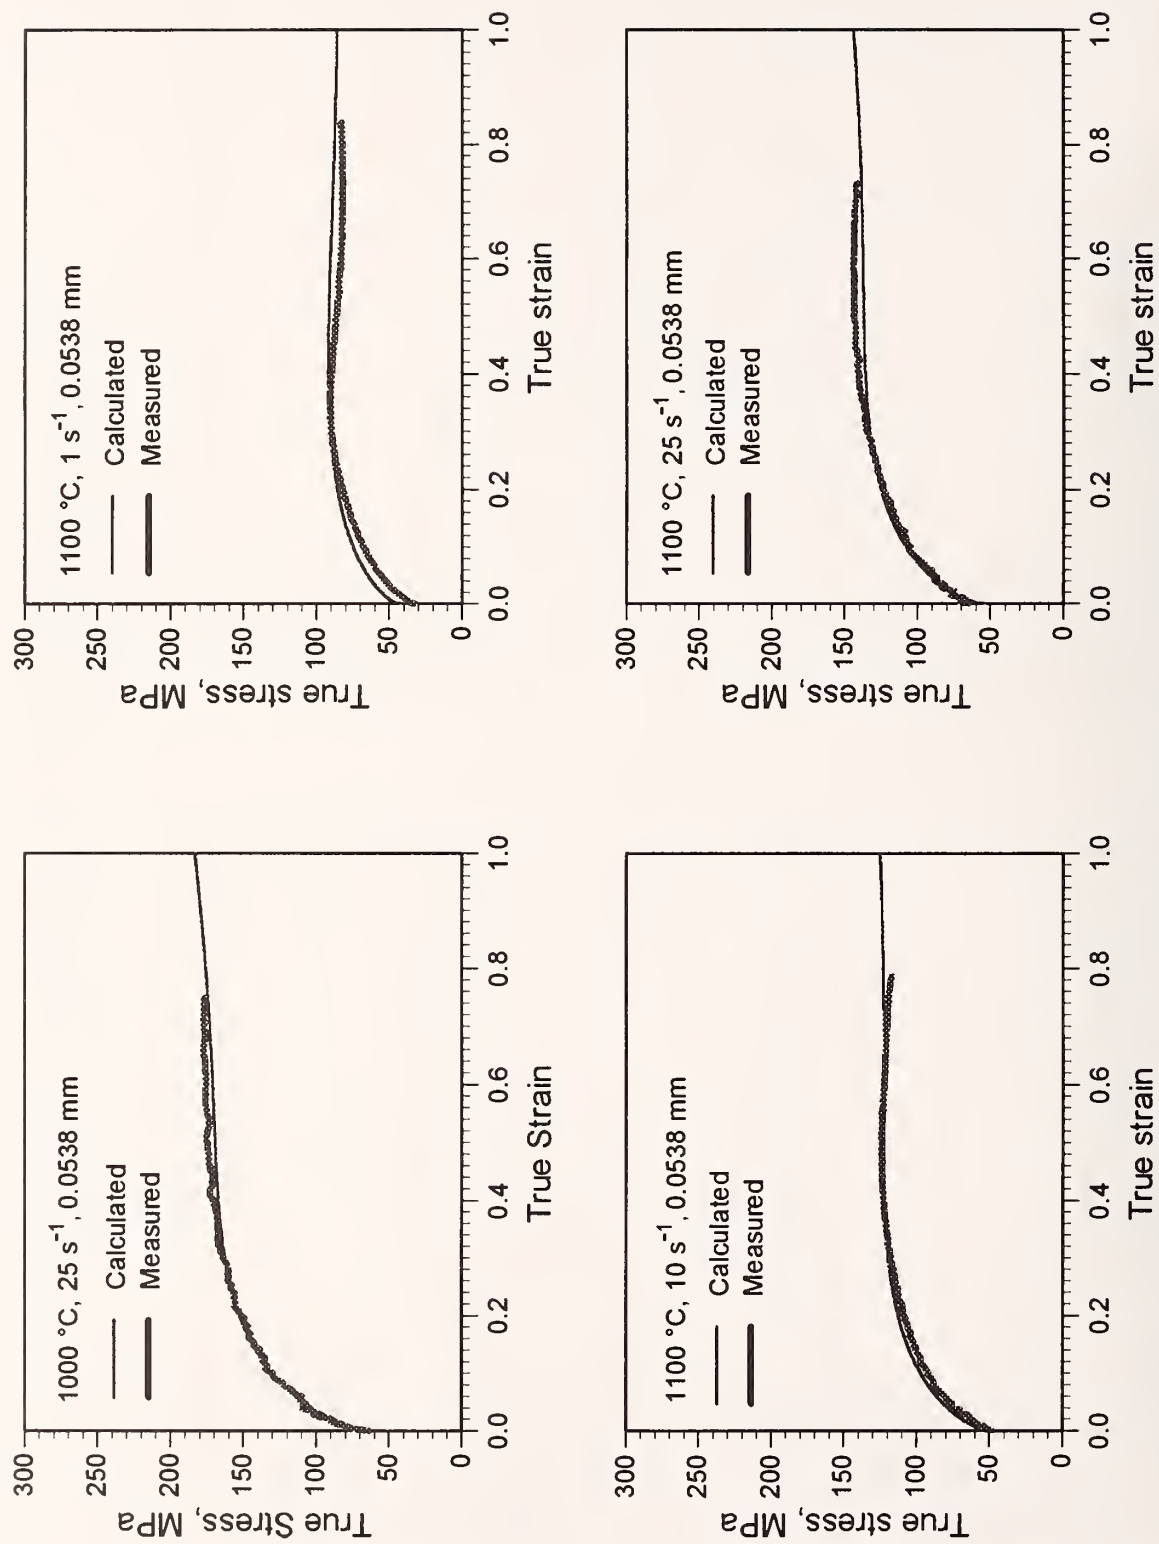 1000 °C, 25 s⁻¹, 0.0538 mm
Calculated
Measured
300
250
200
150
100
50
0
True Stress, MPa
0.0
0.2
0.4
0.6
0.8
1.0
True Strain
1100 °C, 1 s⁻¹, 0.0538 mm
Calculated
Measured
300
250
200
150
100
50
0
True stress, MPa
0.0
0.2
0.4
0.6
0.8
1.0
True strain
1100 °C, 10 s⁻¹, 0.0538 mm
Calculated
Measured
300
250
200
150
100
50
0
True stress, MPa
0.0
0.2
0.4
0.6
0.8
1.0
True strain
1100 °C, 25 s⁻¹, 0.0538 mm
Calculated
Measured
300
250
200
150
100
50
0
True stress, MPa
0.0
0.2
0.4
0.6
0.8
1.0
True strain